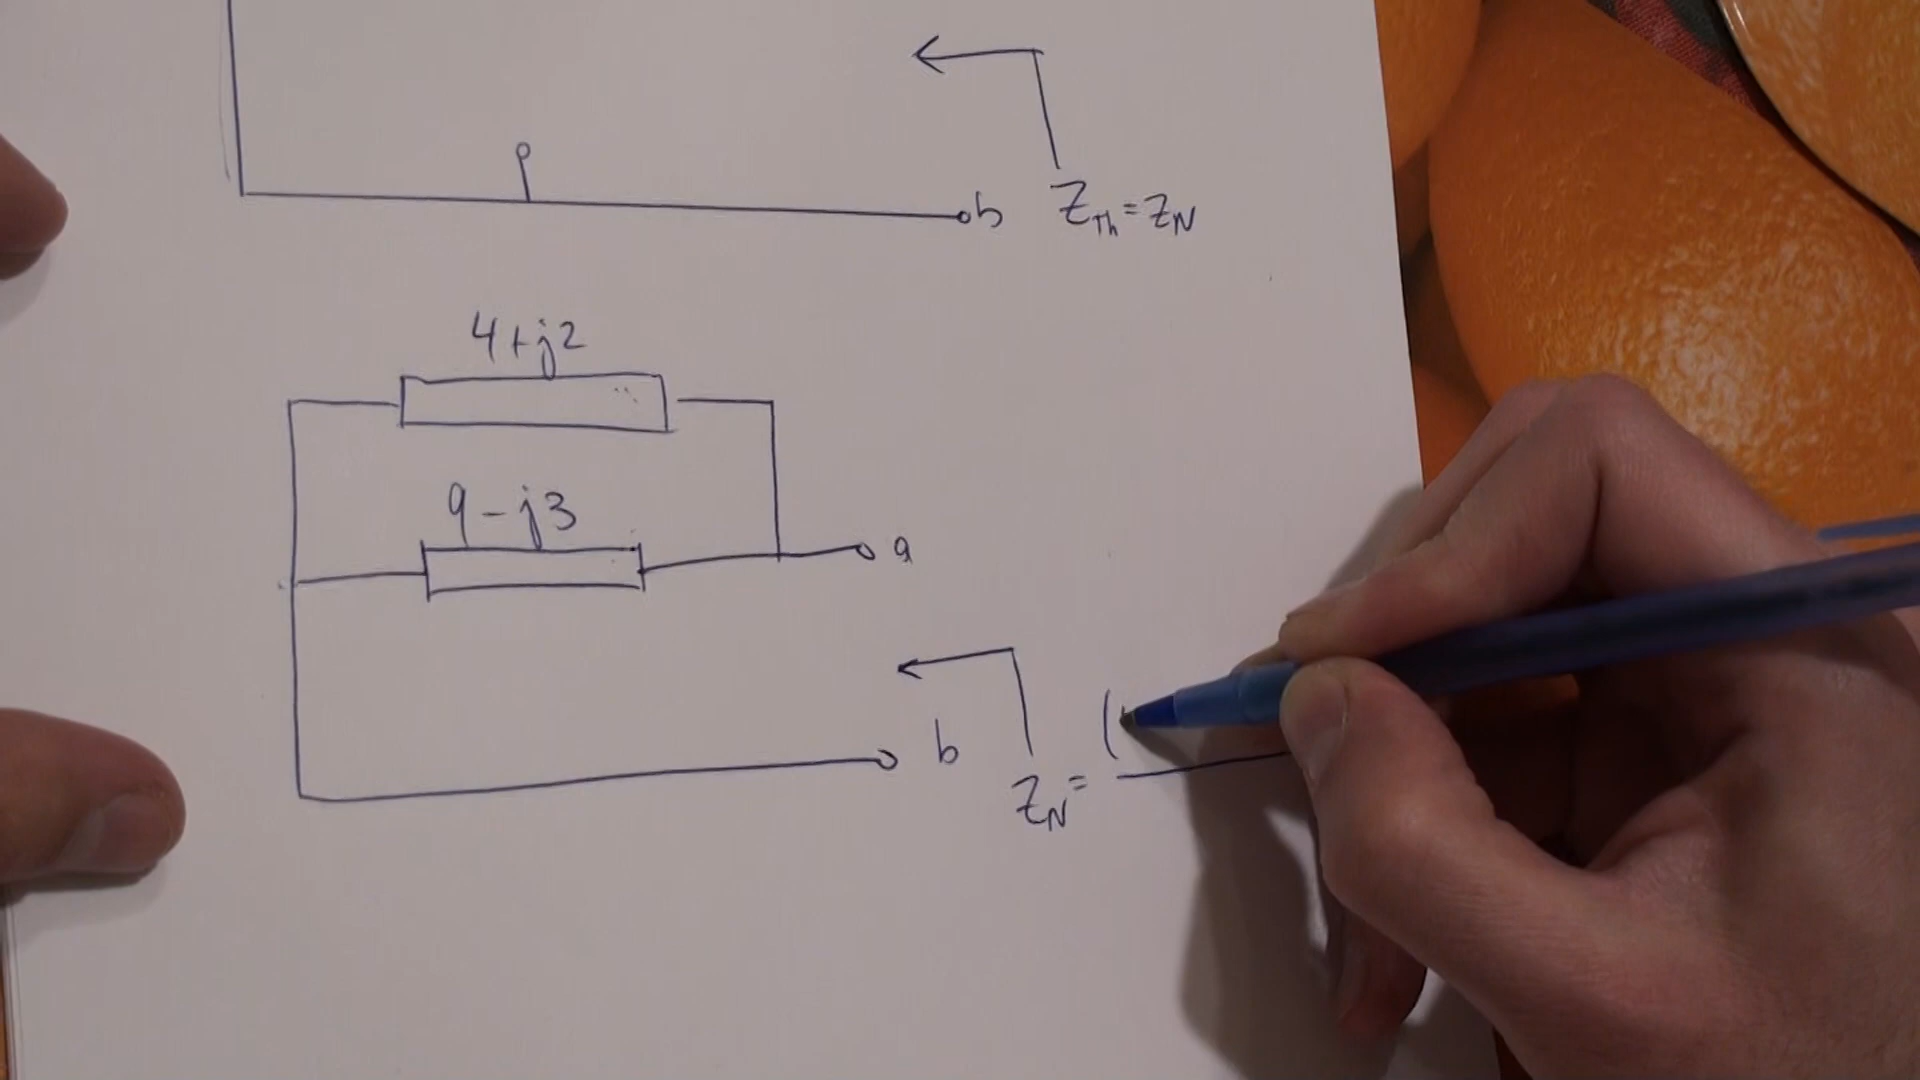 b Z_Th = Z_N
4+j2
9-j3
a
b
Z_N = (